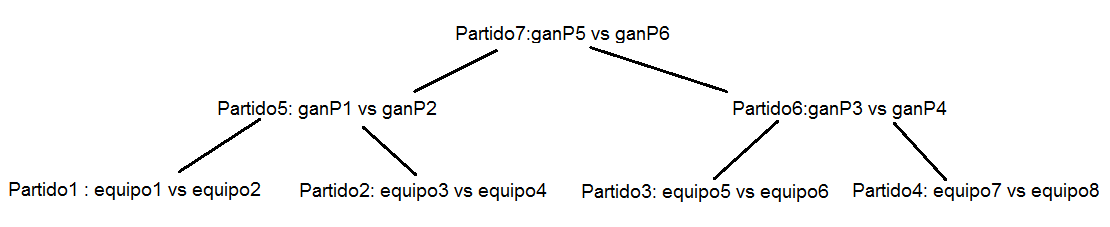 Partido7:ganP5 vs ganP6
Partido5: ganP1 vs ganP2
Partido6:ganP3 vs ganP4
Partido1 : equipo1 vs equipo2
Partido2: equipo3 vs equipo4
Partido3: equipo5 vs equipo6
Partido4: equipo7 vs equipo8